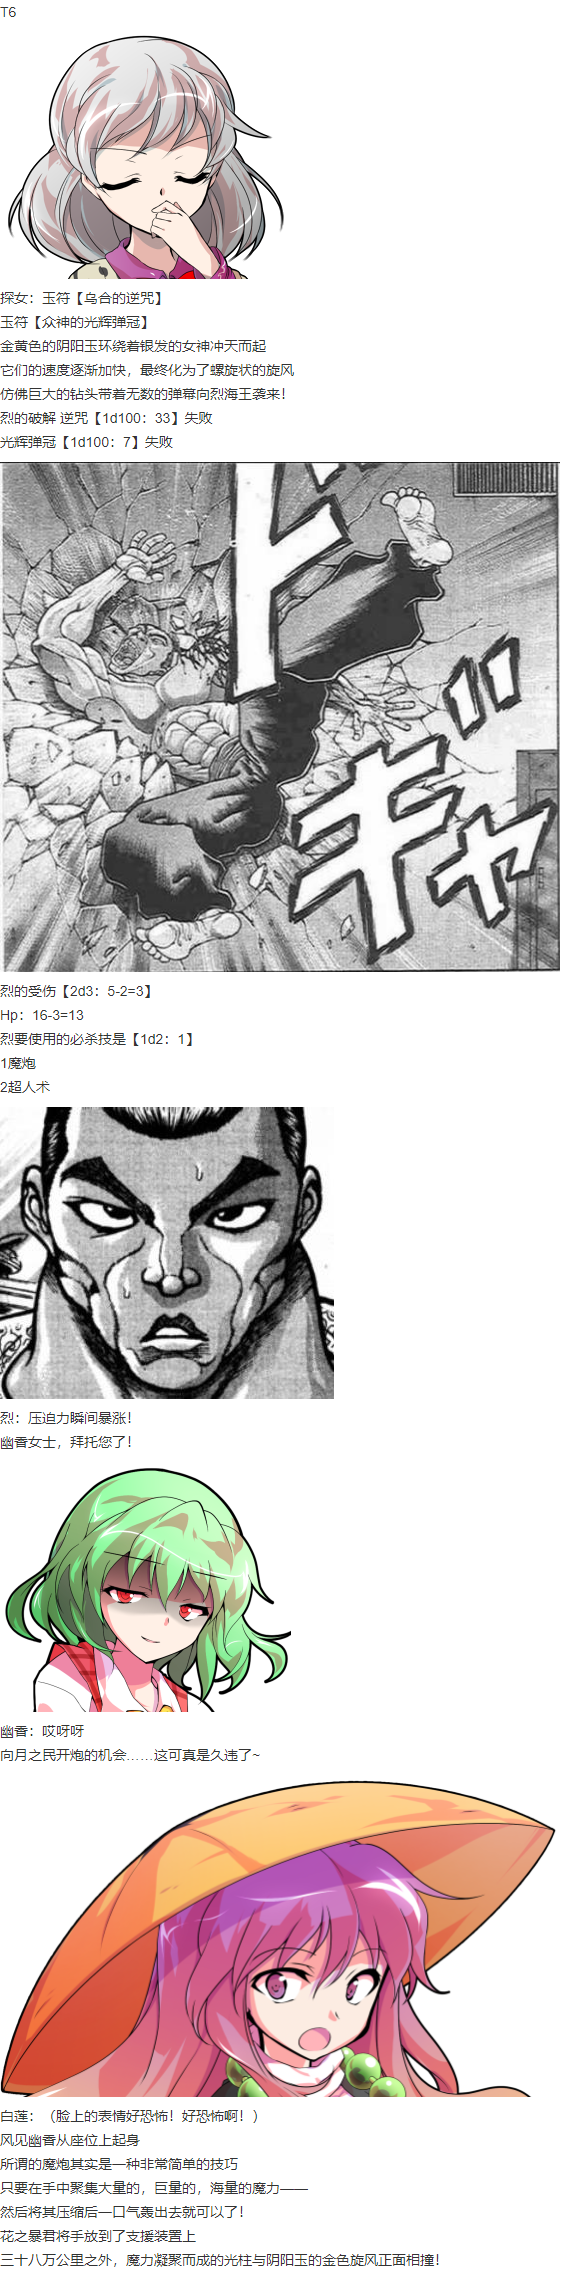 T6
探女：玉符【乌合的逆咒】
玉符【众神的光辉弹冠】
金黄色的阴阳玉环绕着银发的女神冲天而起
它们的速度逐渐加快，最终化为了螺旋状的旋风
仿佛巨大的钻头带着无数的弹幕向烈海王袭来！
烈的破解 逆咒【1d100：33】失败
光辉弹冠【1d100：7】失败
ド
ギャ
烈的受伤【2d3：5-2=3】
Hp：16-3=13
烈要使用的必杀技是【1d2：1】
1魔炮
2超人术
烈：压迫力瞬间暴涨！
幽香女士，拜托您了！
幽香：哎呀呀
向月之民开炮的机会……这可真是久违了~
白莲：（脸上的表情好恐怖！好恐怖啊！）
风见幽香从座位上起身
所谓的魔炮其实是一种非常简单的技巧
只要在手中聚集大量的，巨量的，海量的魔力——
然后将其压缩后一口气轰出去就可以了！
花之暴君将手放到了支援装置上
三十八万公里之外，魔力凝聚而成的光柱与阴阳玉的金色旋风正面相撞！